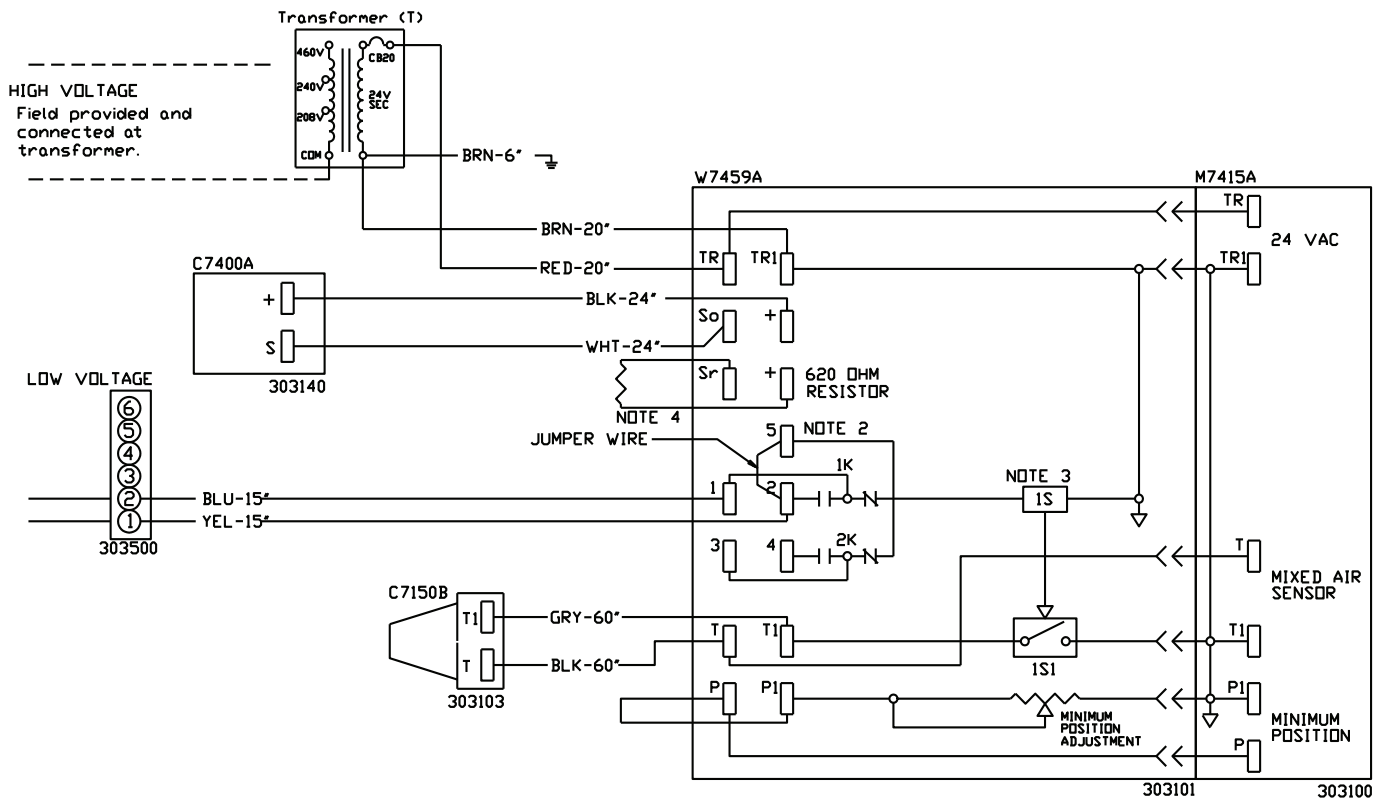 Transformer (T)
460V
CB20
240V
24V
SEC
208V
COM
HIGH VOLTAGE
Field provided and
connected at
transformer.
BRN-6"
W7459A
M7415A
TR
24 VAC
BRN-20"
RED-20"
TR
TR1
TR1
C7400A
+
S
303140
BLK-24"
WHT-24"
So
+
Sr
+
620 OHM
RESISTOR
NOTE 4
LOW VOLTAGE
6
5
4
3
2
1
303500
BLU-15"
YEL-15"
JUMPER WIRE
5
NOTE 2
1K
1
2
3
4
2K
NOTE 3
1S
T
MIXED AIR
SENSOR
C7150B
T1
T
303103
GRY-60"
BLK-60"
T
T1
1S1
T1
P
P1
MINIMUM
POSITION
ADJUSTMENT
P1
MINIMUM
POSITION
P
303101
303100